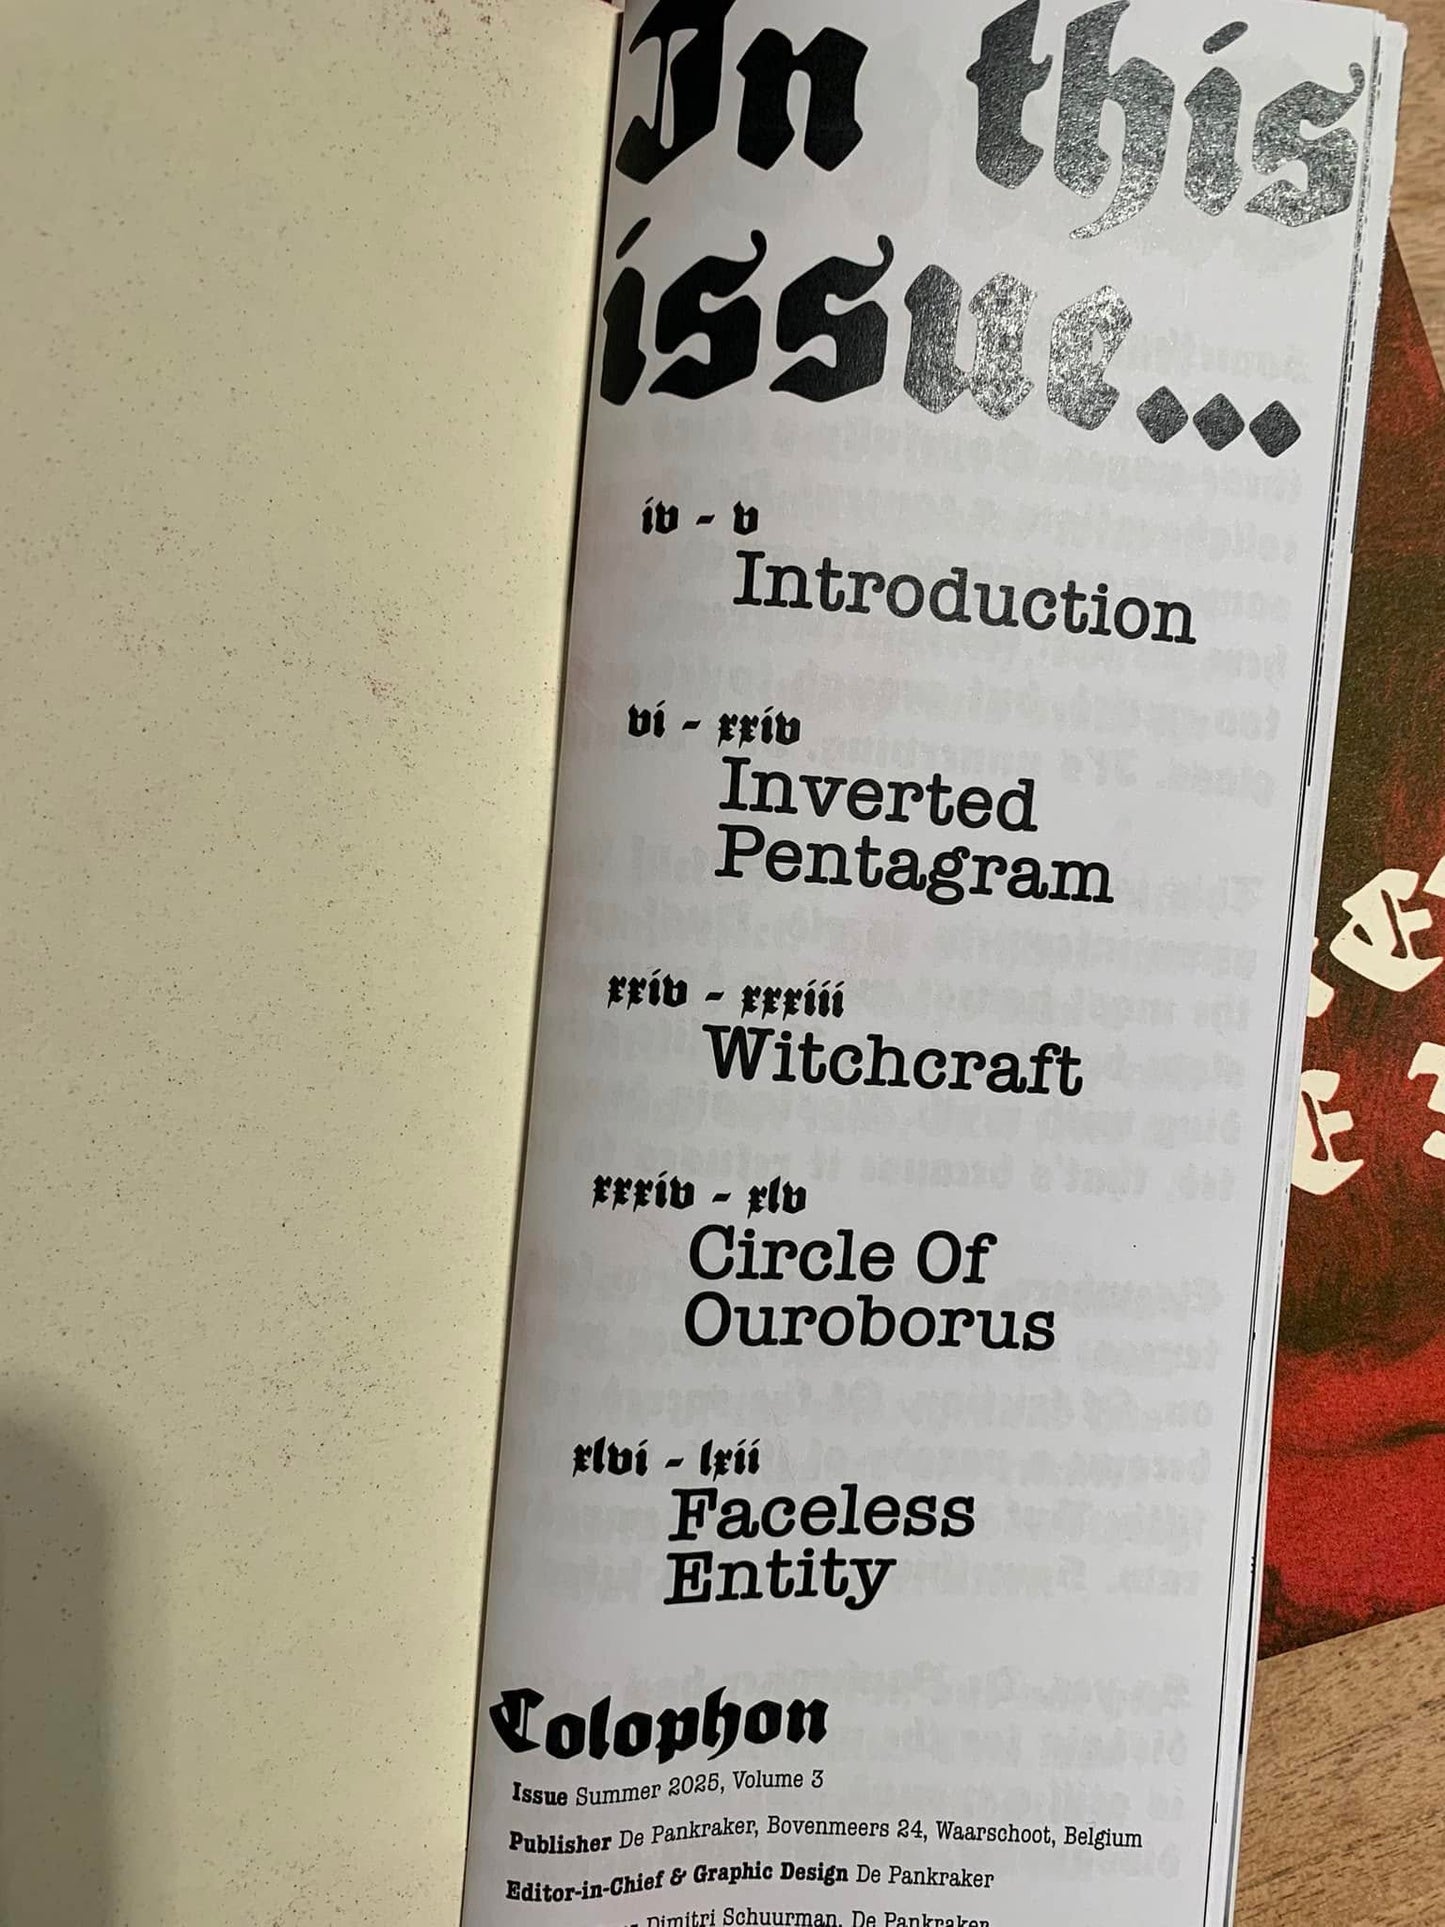 In this
issue...
iv - v
Introduction
vi - xxiv
Inverted
Pentagram
xxiv - xxxiii
Witchcraft
xxxiv - xlv
Circle Of
Ouroborus
xlvi - lxii
Faceless
Entity
Colophon
Issue Summer 2025, Volume 3
Publisher De Pankraker, Bovenmeers 24, Waarschoot, Belgium
Editor-in-Chief & Graphic Design De Pankraker
Dimitri Schuurman, De Pankraker